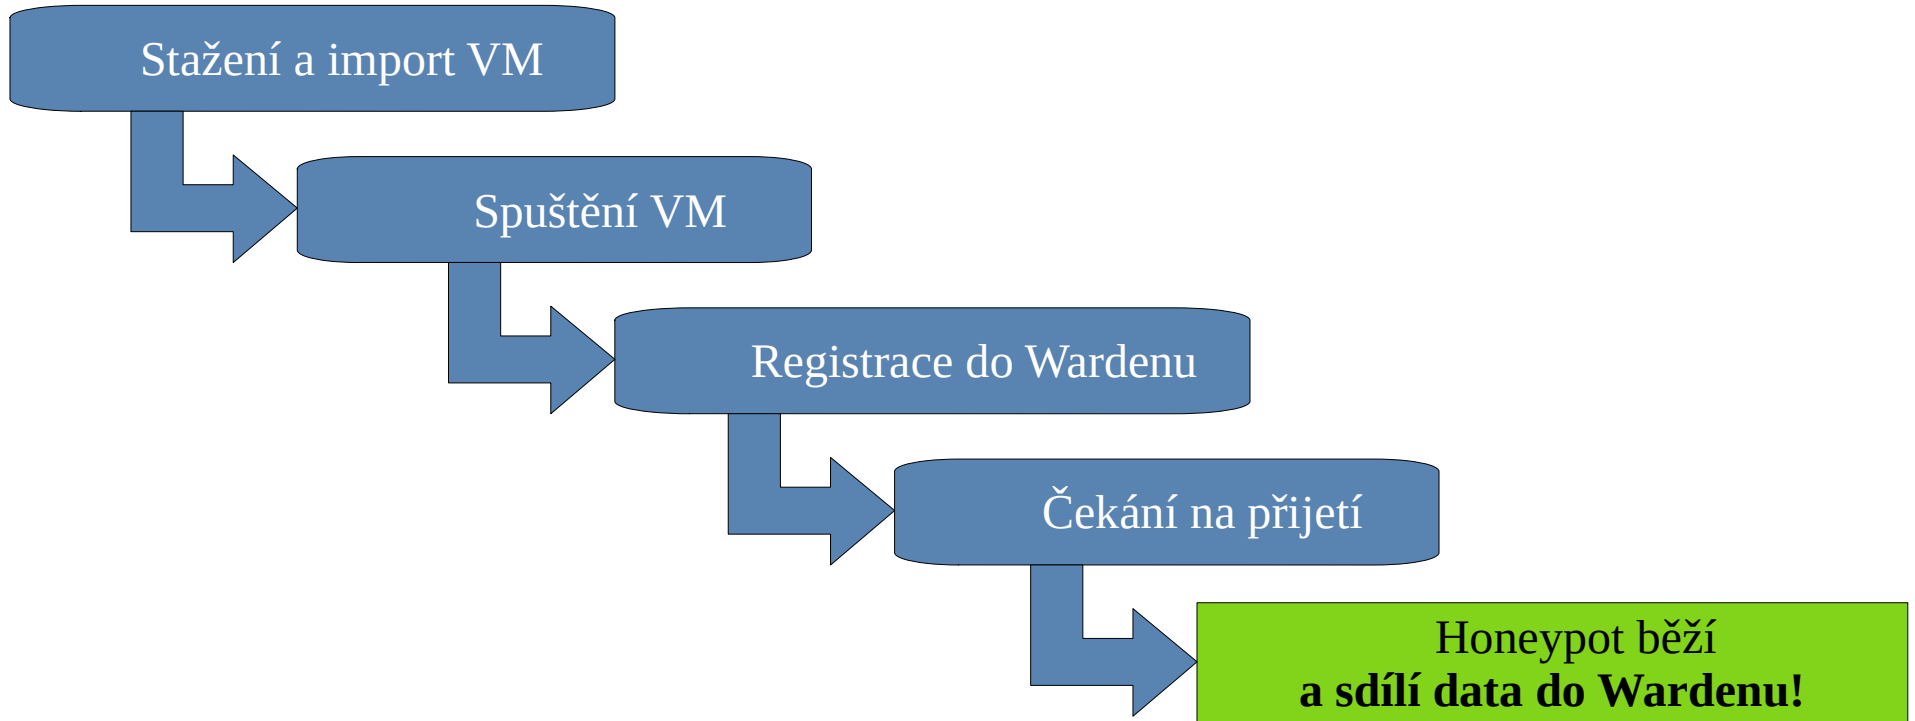 Stažení a import VM
Spuštění VM
Registrace do Wardenu
Čekání na přijetí
Honeypot běží
a sdílí data do Wardenu!